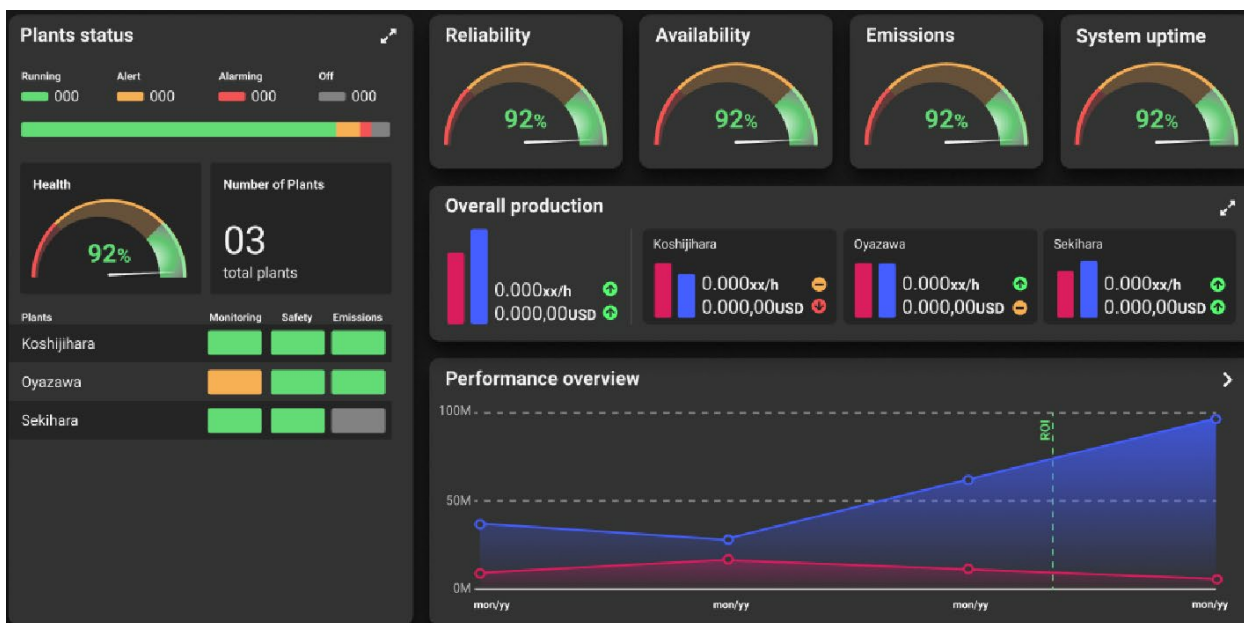 Plants status
Running Alert Alarming Off
000 000 000 000
Health
92%
Number of Plants
03
total plants
Plants Monitoring Safety Emissions
Koshijihara
Oyazawa
Sekihara
Reliability
92%
Availability
92%
Emissions
92%
System uptime
92%
Overall production
0.000xx/h
0.000,00USD
Koshijihara
0.000xx/h
0.000,00USD
Oyazawa
0.000xx/h
0.000,00USD
Sekihara
0.000xx/h
0.000,00USD
Performance overview
100M
50M
0M
ROI
mon/yy mon/yy mon/yy mon/yy